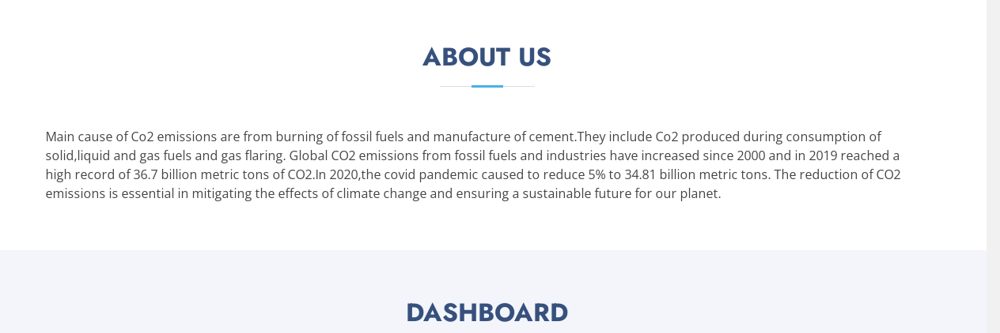 ABOUT US
Main cause of Co2 emissions are from burning of fossil fuels and manufacture of cement.They include Co2 produced during consumption of
solid,liquid and gas fuels and gas flaring. Global CO2 emissions from fossil fuels and industries have increased since 2000 and in 2019 reached a
high record of 36.7 billion metric tons of CO2.In 2020,the covid pandemic caused to reduce 5% to 34.81 billion metric tons. The reduction of CO2
emissions is essential in mitigating the effects of climate change and ensuring a sustainable future for our planet.
DASHBOARD